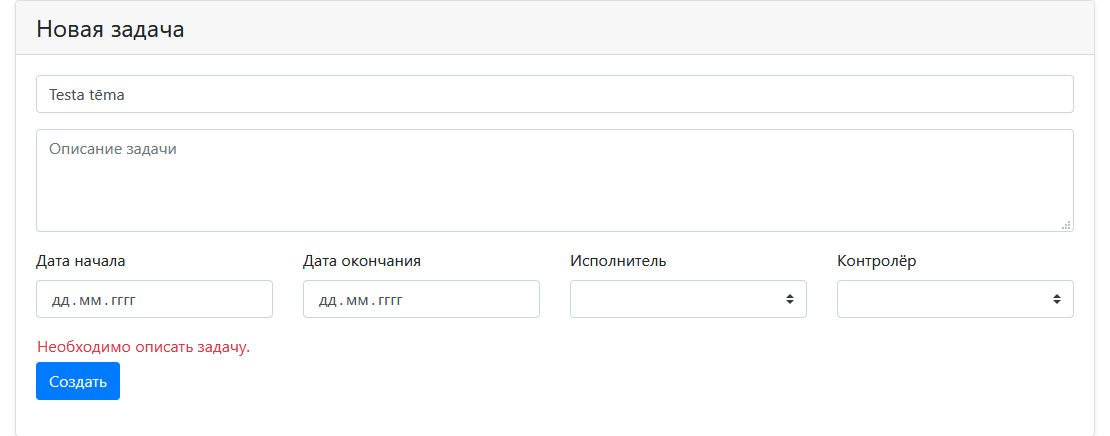 Новая задача
Testa tēma
Описание задачи
Дата начала Дата окончания Исполнитель Контролёр
дд.мм.гггг дд.мм.гггг
Необходимо описать задачу.
Создать